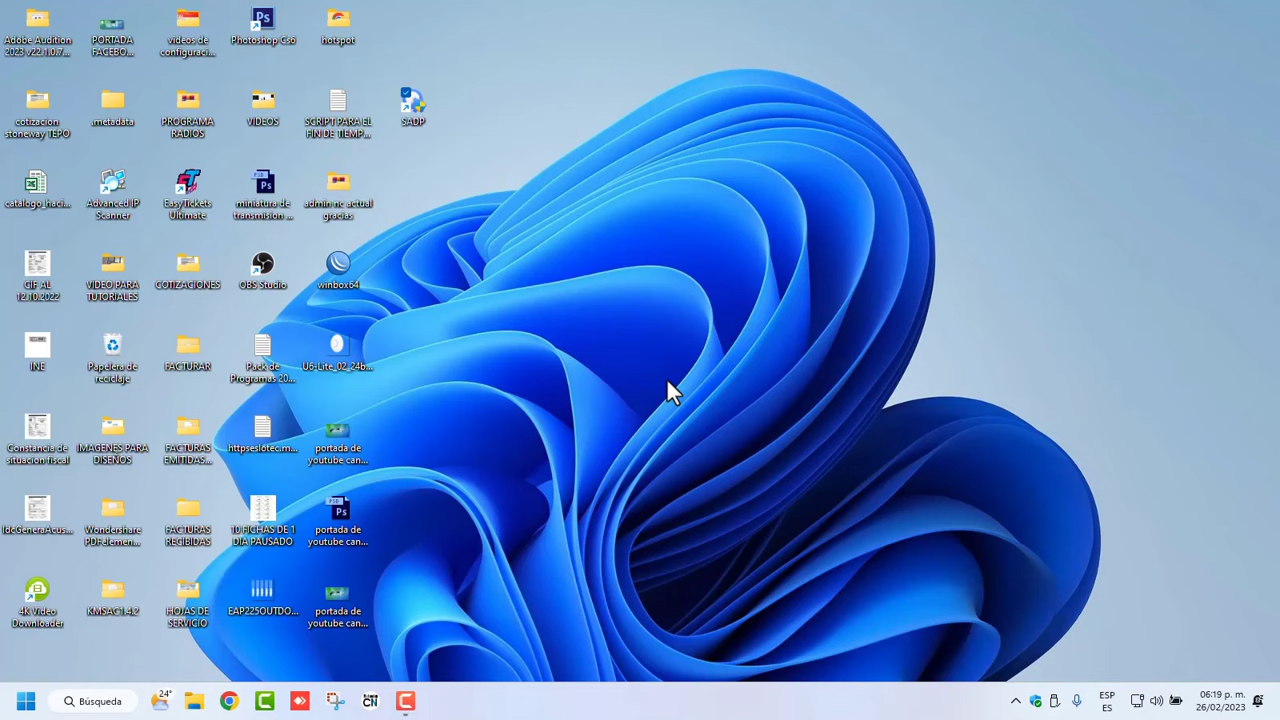 Adobe Audition
2023 v22.1.0.7...
PORTADA
FACEBO...
videos de
configuraci...
Photoshop Cs6
hotspot
cotizacion
stoneway TEPO
.metadata
PROGRAMA
RADIOS
VIDEOS
SCRIPT PARA EL
FIN DE TIEMP...
SADP
catalogo_haci...
Advanced IP
Scanner
EasyTickets
Ultimate
miniatura de
transmision ...
admin nc actual
gracias
CIF AL
12.10.2022
VIDEO PARA
TUTORIALES
COTIZACIONES
OBS Studio
winbox64
INE
Papelera de
reciclaje
FACTURAR
Pack de
Programas 20...
U6-Lite_02_24b...
Constancia de
situacion fiscal
IMAGENES PARA
DISEÑOS
FACTURAS
EMITIDAS...
httpseslotec.m...
portada de
youtube can...
IdcGeneraAcus...
Wondershare
PDFelemen...
FACTURAS
RECIBIDAS
10 FICHAS DE 1
DIA PAUSADO
portada de
youtube can...
4K Video
Downloader
KMSAC1.4.2
HOJAS DE
SERVICIO
EAP225OUTDO...
portada de
youtube can...
24°
Búsqueda
ESP
ES
06:19 p. m.
26/02/2023